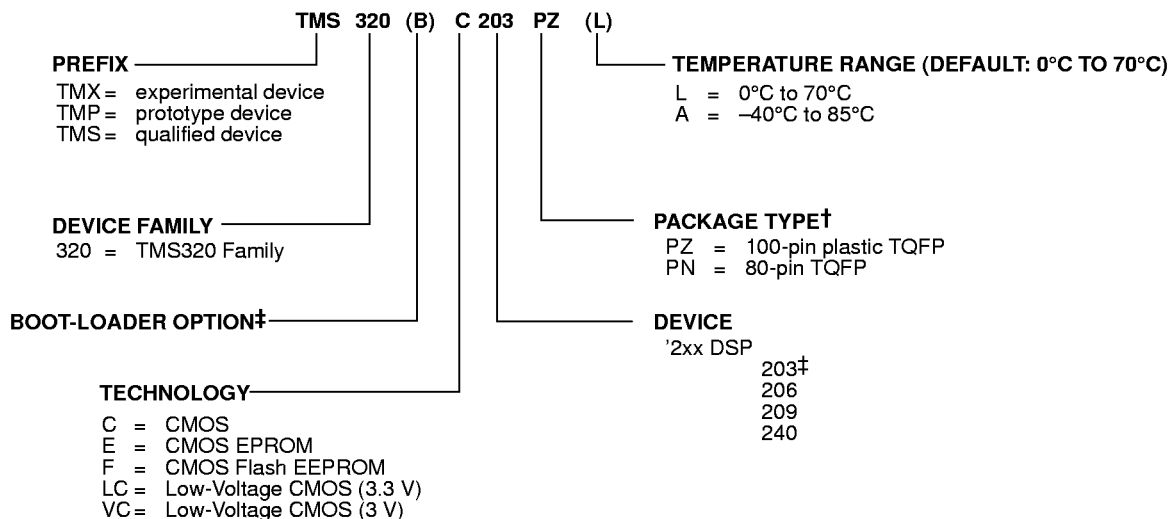 TMS 320 (B) C 203 PZ (L)
PREFIX
TMX = experimental device
TMP = prototype device
TMS = qualified device
TEMPERATURE RANGE (DEFAULT: 0°C TO 70°C)
L = 0°C to 70°C
A = –40°C to 85°C
DEVICE FAMILY
320 = TMS320 Family
PACKAGE TYPE†
PZ = 100-pin plastic TQFP
PN = 80-pin TQFP
BOOT-LOADER OPTION‡
DEVICE
'2xx DSP
203‡
206
209
240
TECHNOLOGY
C = CMOS
E = CMOS EPROM
F = CMOS Flash EEPROM
LC = Low-Voltage CMOS (3.3 V)
VC = Low-Voltage CMOS (3 V)